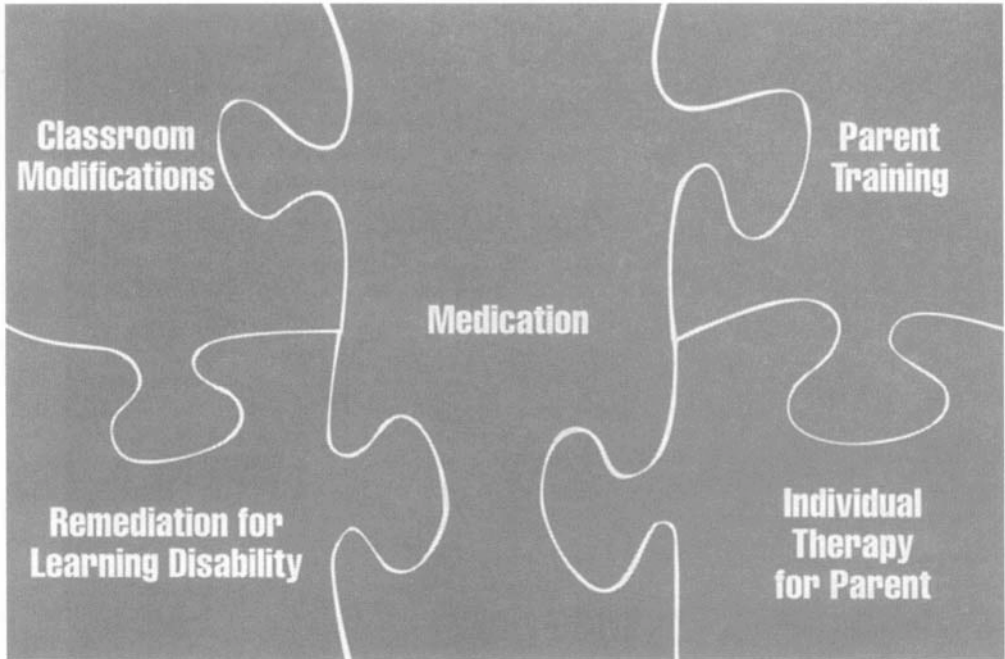 Classroom
Modifications
Parent
Training
Medication
Remediation for
Learning Disability
Individual
Therapy
for Parent